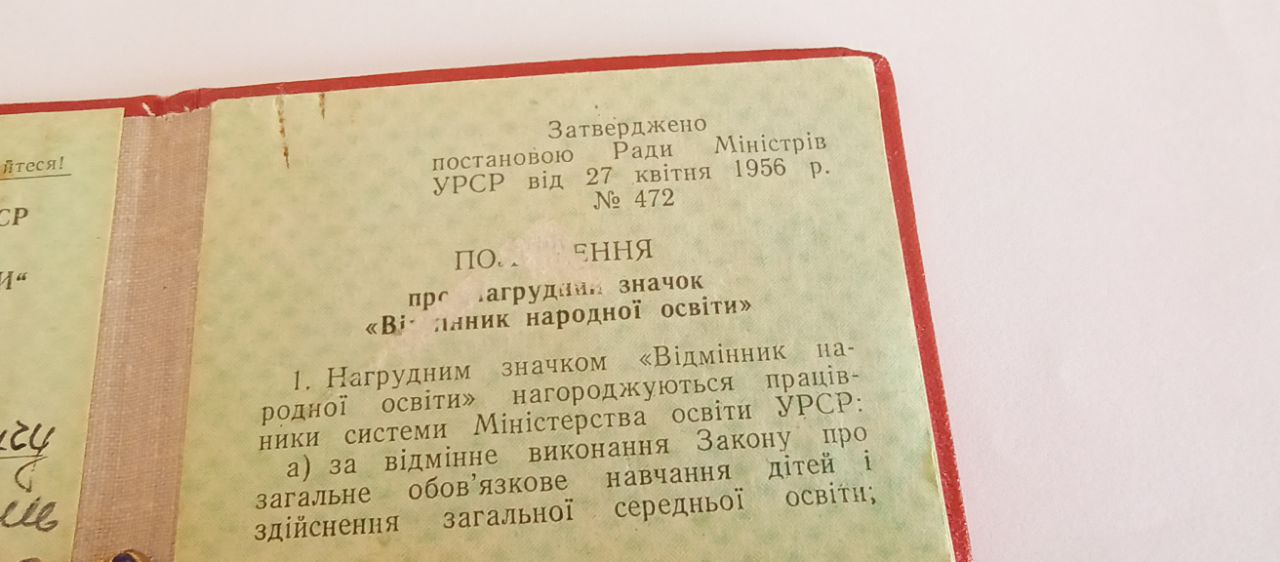 йтеся!
СР
И“
Затверджено
постановою Ради Міністрів
УРСР від 27 квітня 1956 р.
№ 472
значок
народної освіти»
1. Нагрудним значком «Відмінник на-
родної освіти» нагороджуються праців-
ники системи Міністерства освіти УРСР:
а) за відмінне виконання Закону про
загальне обов’язкове навчання дітей і
здійснення загальної середньої освіти;